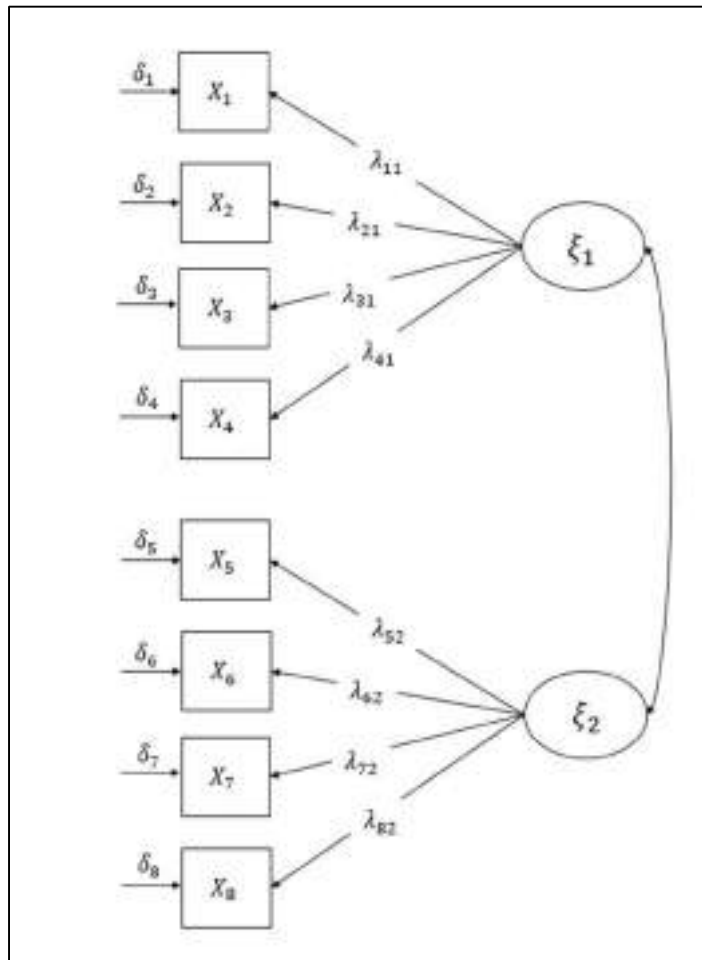 δ₁
X₁
λ₁₁
δ₂
X₂
λ₂₁
ξ₁
δ₃
X₃
λ₃₁
λ₄₁
δ₄
X₄
δ₅
X₅
λ₅₂
δ₆
X₆
λ₆₂
ξ₂
δ₇
X₇
λ₇₂
λ₈₂
δ₈
X₈